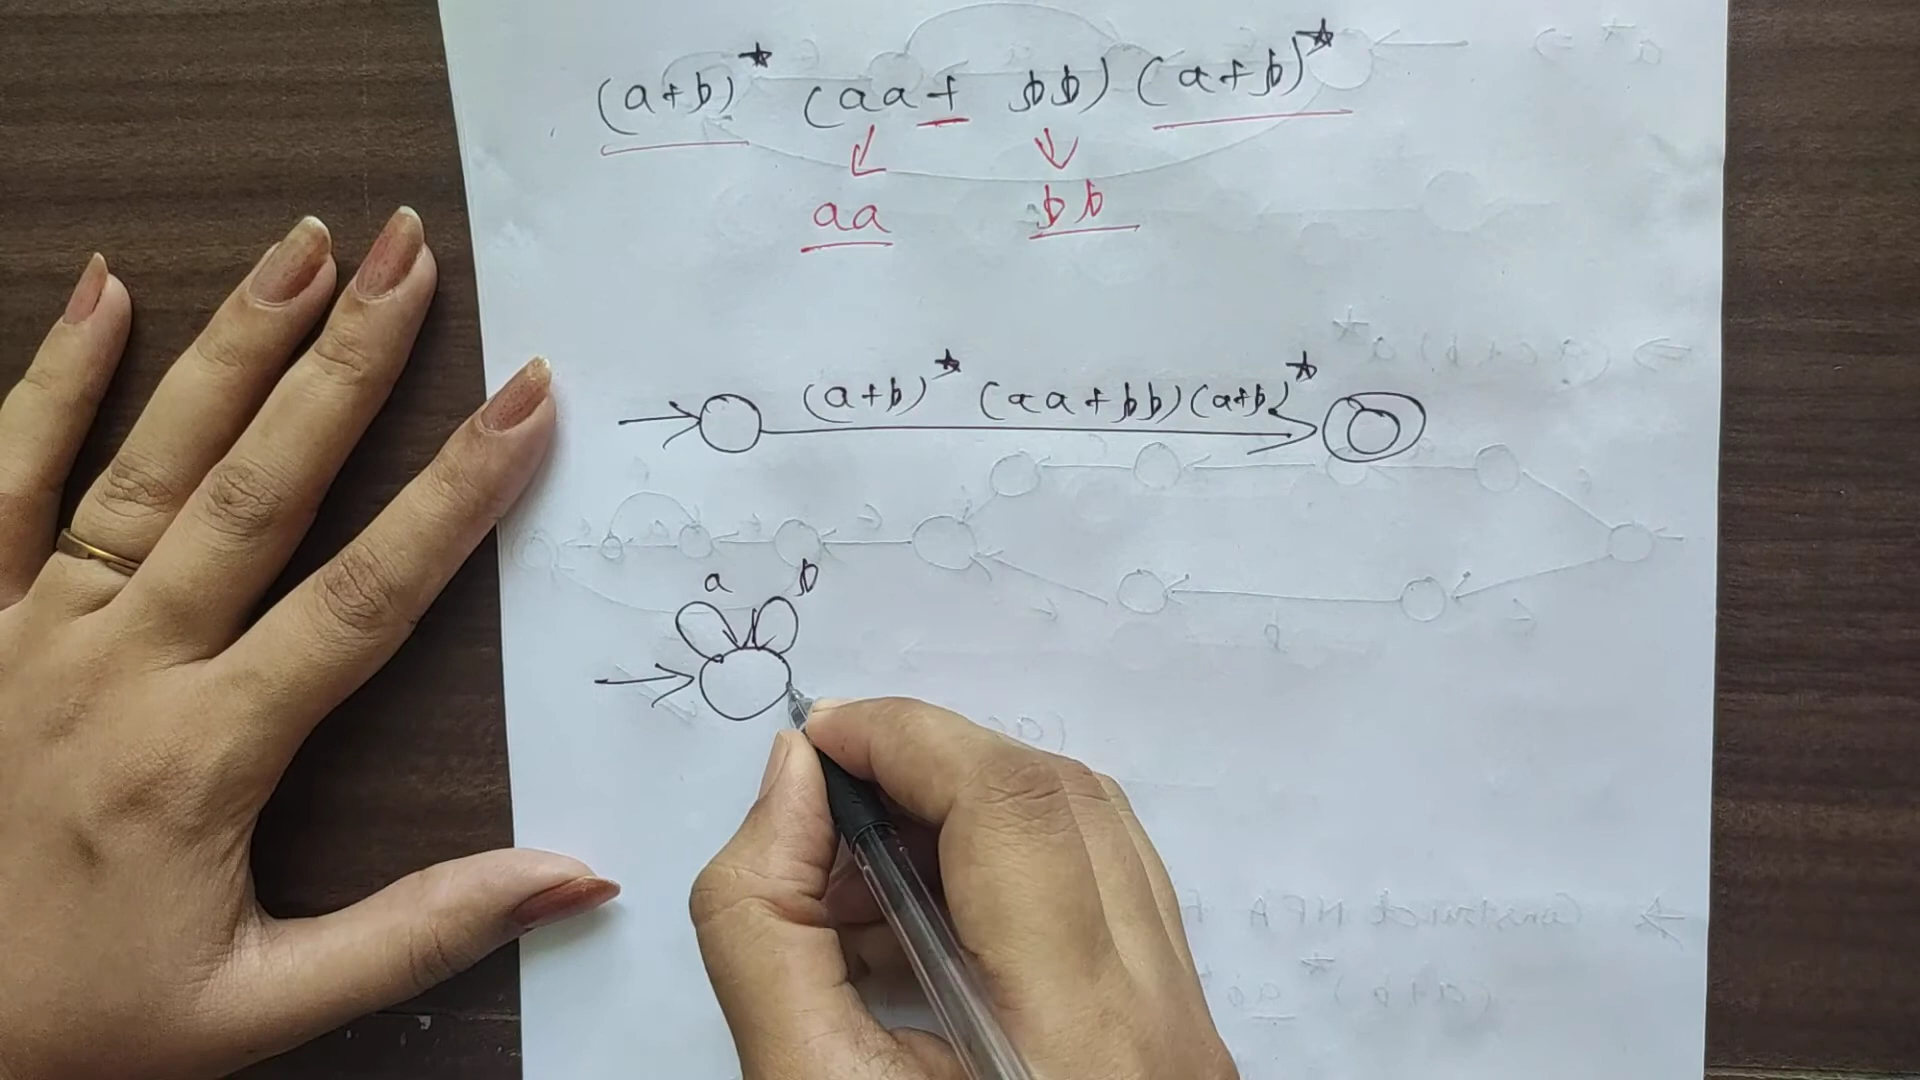 (a+b)* (aa+ bb) (a+b)*
aa bb
(a+b)* (aa+bb)(a+b)*
a b